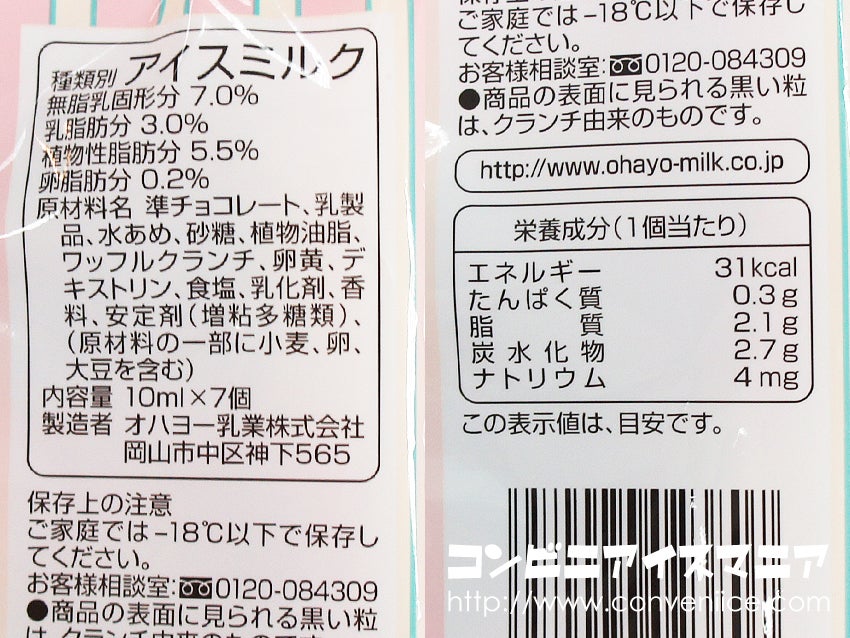 種類別 アイスミルク
無脂乳固形分 7.0%
乳脂肪分 3.0%
植物性脂肪分 5.5%
卵脂肪分 0.2%
原材料名 準チョコレート、乳製
品、水あめ、砂糖、植物油脂、
ワッフルクランチ、卵黄、デ
キストリン、食塩、乳化剤、香
料、安定剤(増粘多糖類)、
(原材料の一部に小麦、卵、
大豆を含む)
内容量 10ml×7個
製造者 オハヨー乳業株式会社
岡山市中区神下565
保存上の注意
ご家庭では-18℃以下で保存し
てください。
お客様相談室:0120-084309
●商品の表面に見られる黒い粒
は、クランチ由来のものです。
ご家庭では-18℃以下で保存し
てください。
お客様相談室:0120-084309
●商品の表面に見られる黒い粒
は、クランチ由来のものです。
http://www.ohayo-milk.co.jp
栄養成分(1個当たり)
エネルギー 31kcal
たんぱく質 0.3g
脂質 2.1g
炭水化物 2.7g
ナトリウム 4mg
この表示値は、目安です。
コンビニアイスマニア
http://www.conveniice.com